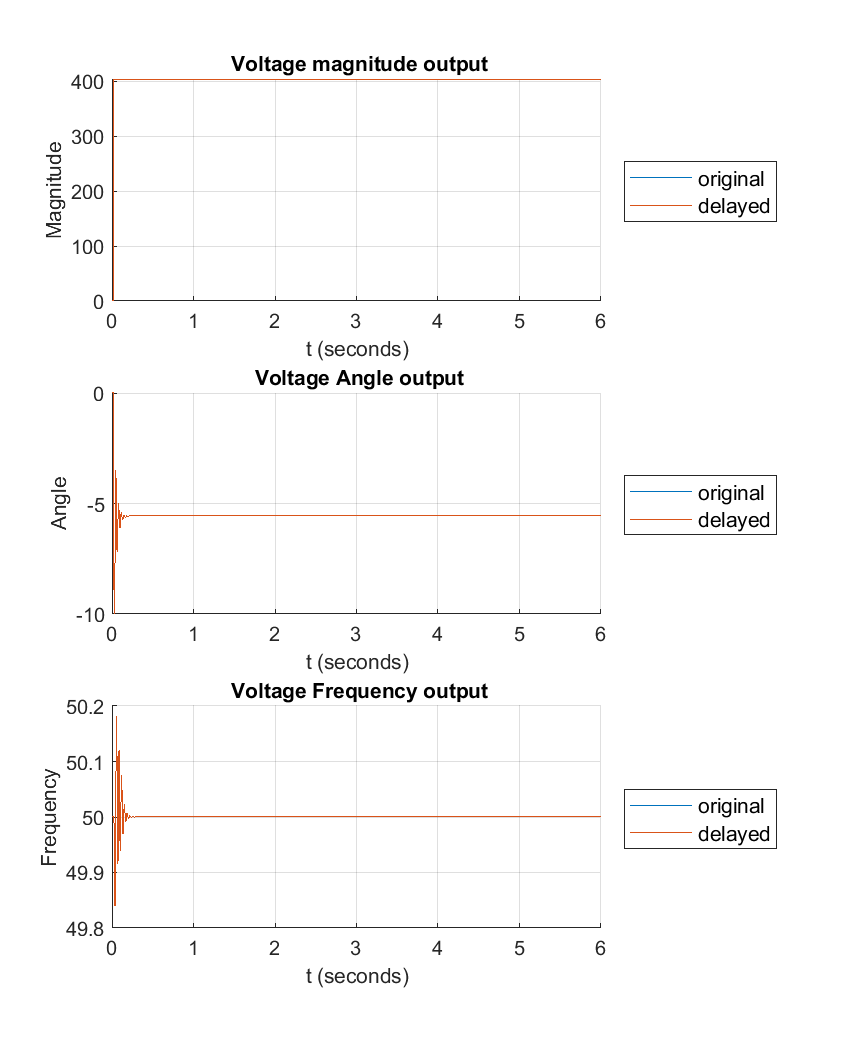 Voltage magnitude output
400
300
200
100
0
Magnitude
0 1 2 3 4 5 6
t (seconds)
original
delayed
Voltage Angle output
0
-5
-10
Angle
0 1 2 3 4 5 6
t (seconds)
original
delayed
Voltage Frequency output
50.2
50.1
50
49.9
49.8
Frequency
0 1 2 3 4 5 6
t (seconds)
original
delayed